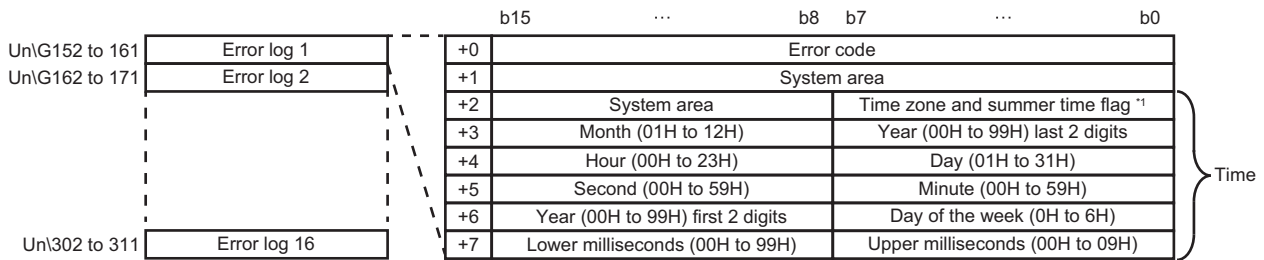 b15 ··· b8 b7 ··· b0
Un\G152 to 161 Error log 1 +0 Error code
Un\G162 to 171 Error log 2 +1 System area
+2 System area Time zone and summer time flag *1
+3 Month (01H to 12H) Year (00H to 99H) last 2 digits
+4 Hour (00H to 23H) Day (01H to 31H)
Time
+5 Second (00H to 59H) Minute (00H to 59H)
+6 Year (00H to 99H) first 2 digits Day of the week (0H to 6H)
Un\302 to 311 Error log 16 +7 Lower milliseconds (00H to 99H) Upper milliseconds (00H to 09H)